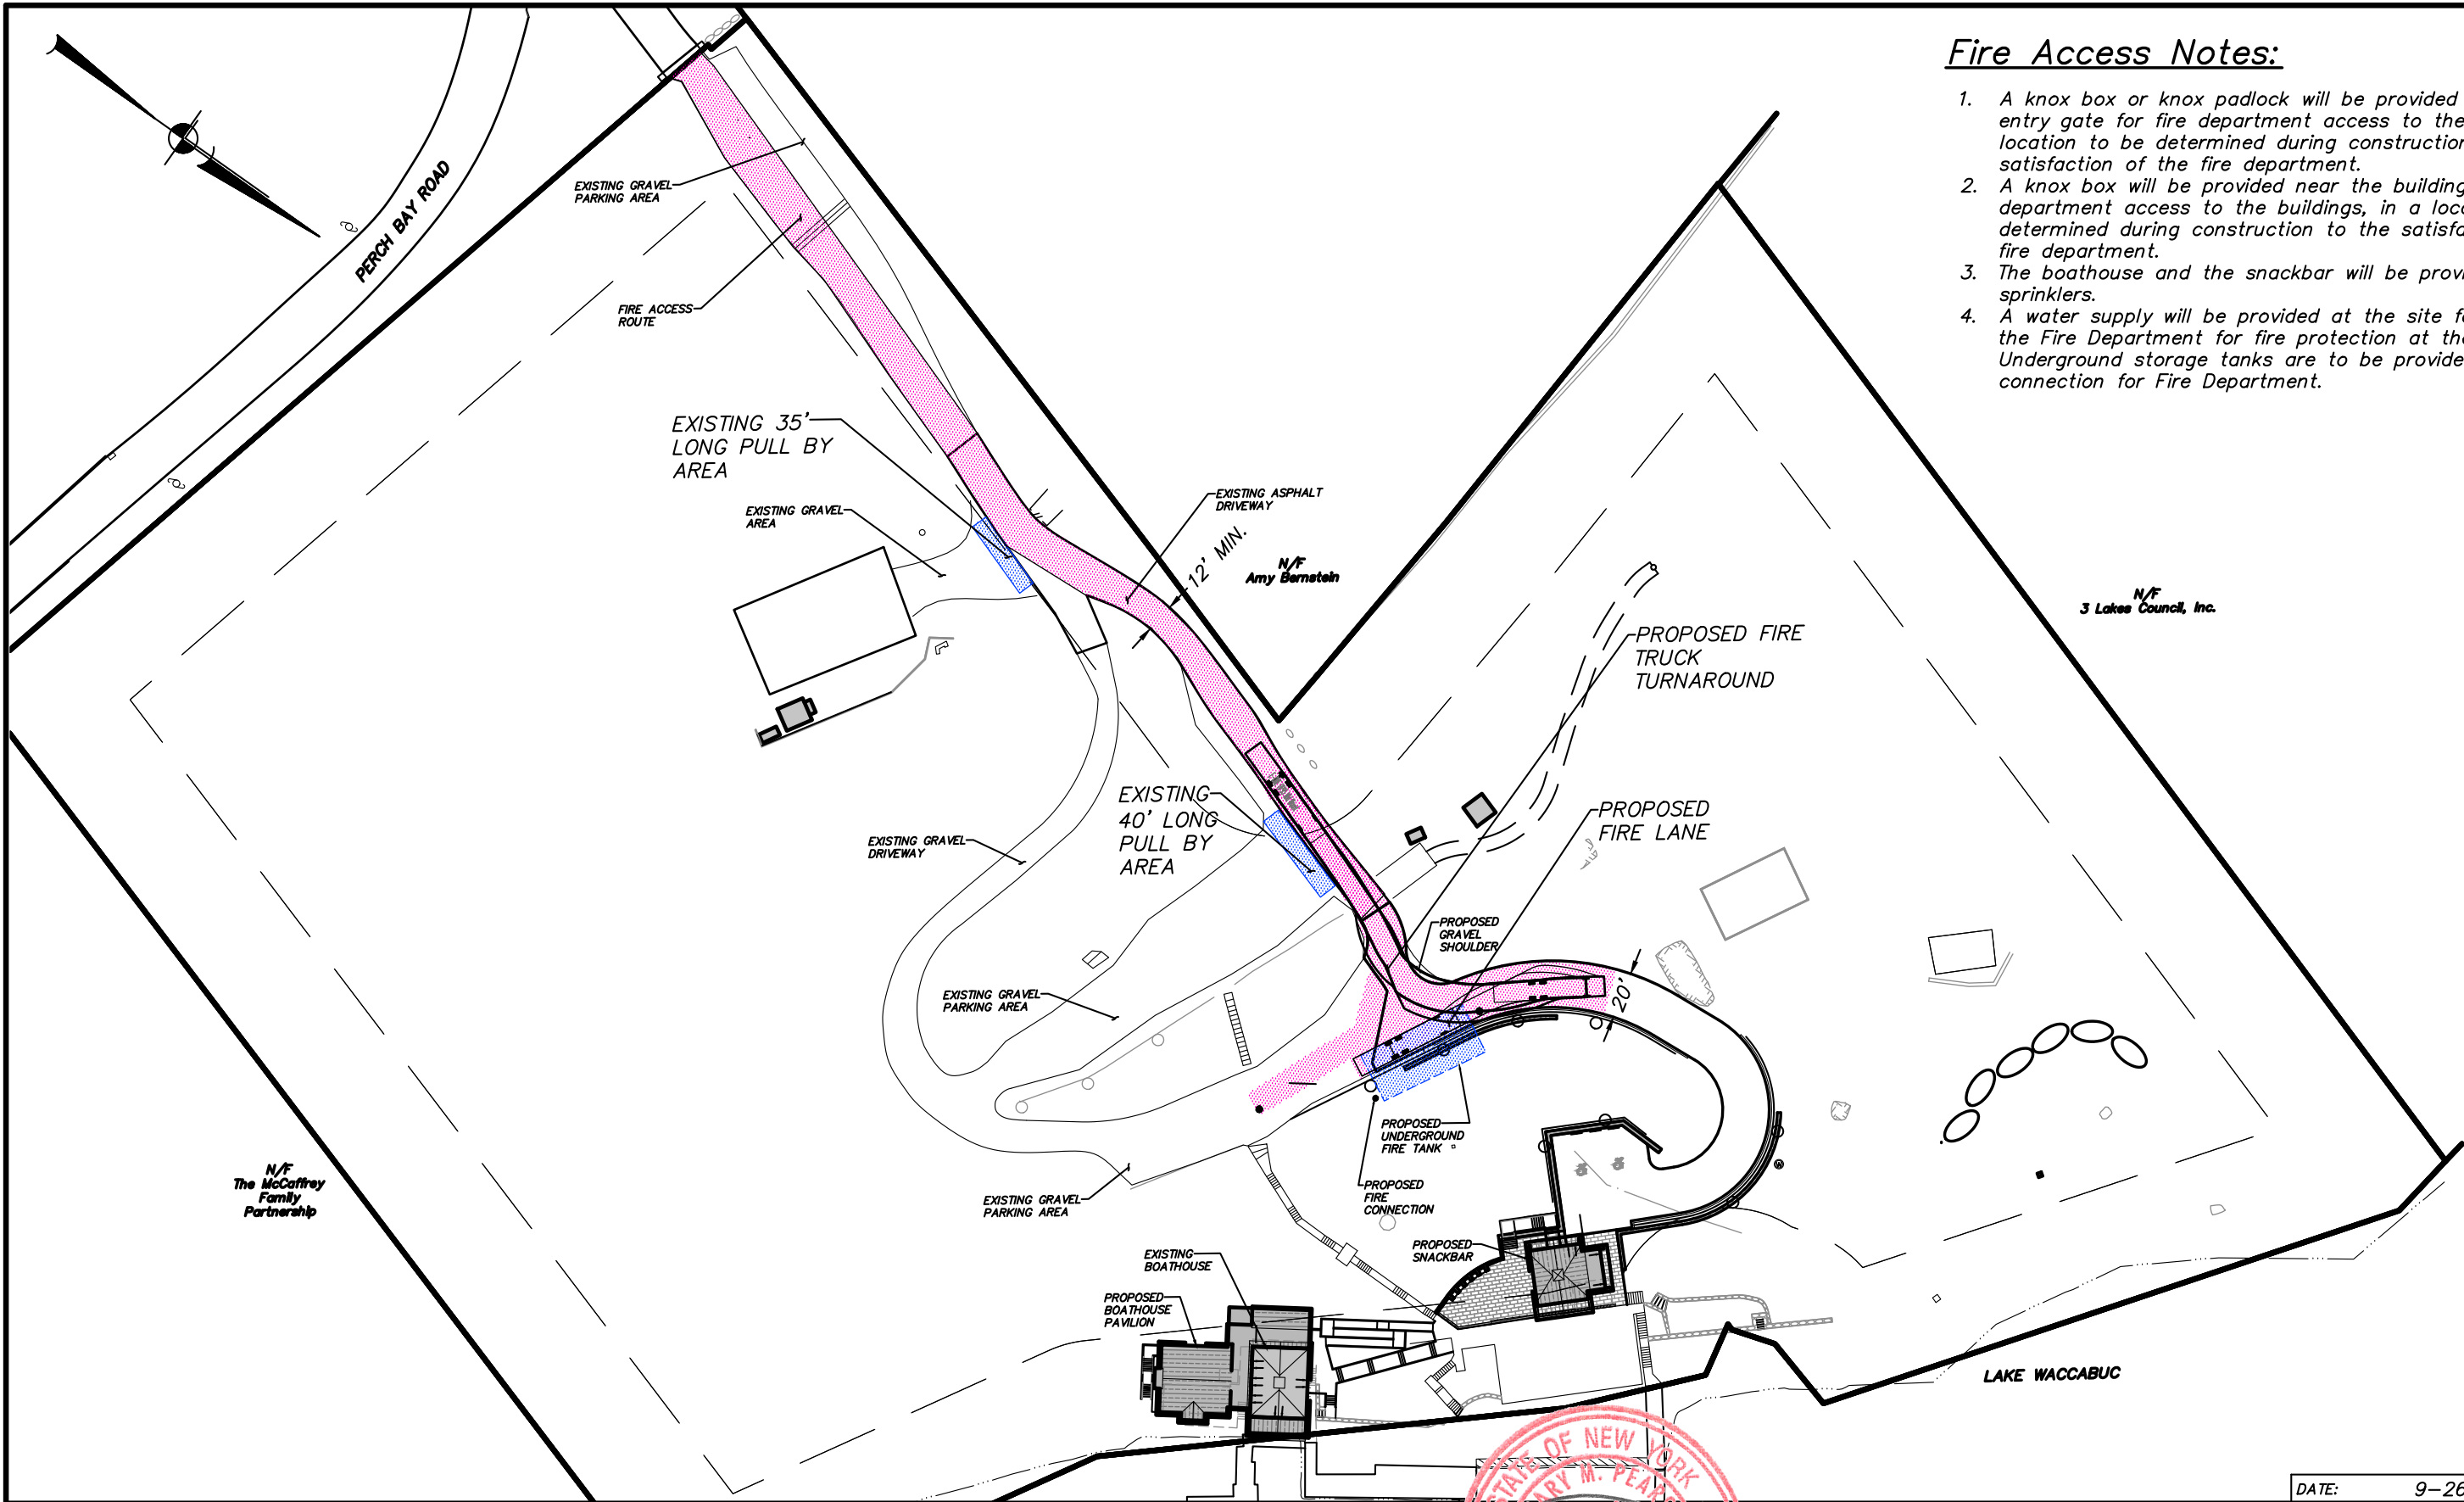 Fire Access Notes:
1. A knox box or knox padlock will be provided
entry gate for fire department access to the
location to be determined during construction
satisfaction of the fire department.
2. A knox box will be provided near the building
department access to the buildings, in a loc
determined during construction to the satisfa
fire department.
3. The boathouse and the snackbar will be prov
sprinklers.
4. A water supply will be provided at the site f
the Fire Department for fire protection at th
Underground storage tanks are to be provide
connection for Fire Department.
PERCH BAY ROAD
EXISTING GRAVEL
PARKING AREA
FIRE ACCESS
ROUTE
EXISTING 35'
LONG PULL BY
AREA
EXISTING GRAVEL
AREA
EXISTING ASPHALT
DRIVEWAY
12' MIN.
N/F
Amy Bernstein
N/F
3 Lakes Council, Inc.
PROPOSED FIRE
TRUCK
TURNAROUND
EXISTING
40' LONG
PULL BY
AREA
PROPOSED
FIRE LANE
EXISTING GRAVEL
DRIVEWAY
PROPOSED
GRAVEL
SHOULDER
20'
EXISTING GRAVEL
PARKING AREA
PROPOSED
UNDERGROUND
FIRE TANK
PROPOSED
FIRE
CONNECTION
N/F
The McCaffrey
Family
Partnership
EXISTING GRAVEL
PARKING AREA
EXISTING
BOATHOUSE
PROPOSED
SNACKBAR
PROPOSED
BOATHOUSE
PAVILION
LAKE WACCABUC
STATE OF NEW YORK
ARY M. PEARS
DATE: 9-26